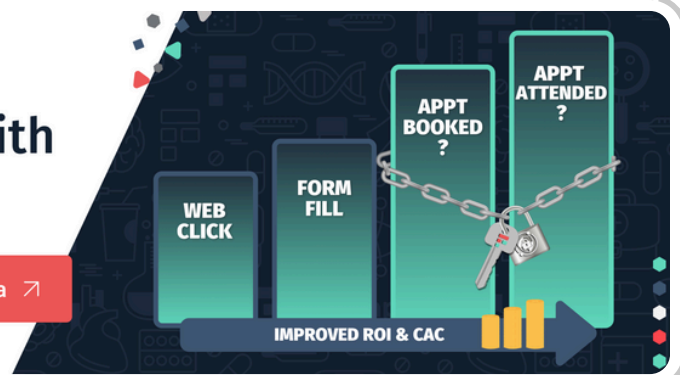 ith
a
WEB
CLICK
FORM
FILL
APPT
BOOKED
?
APPT
ATTENDED
?
IMPROVED ROI & CAC